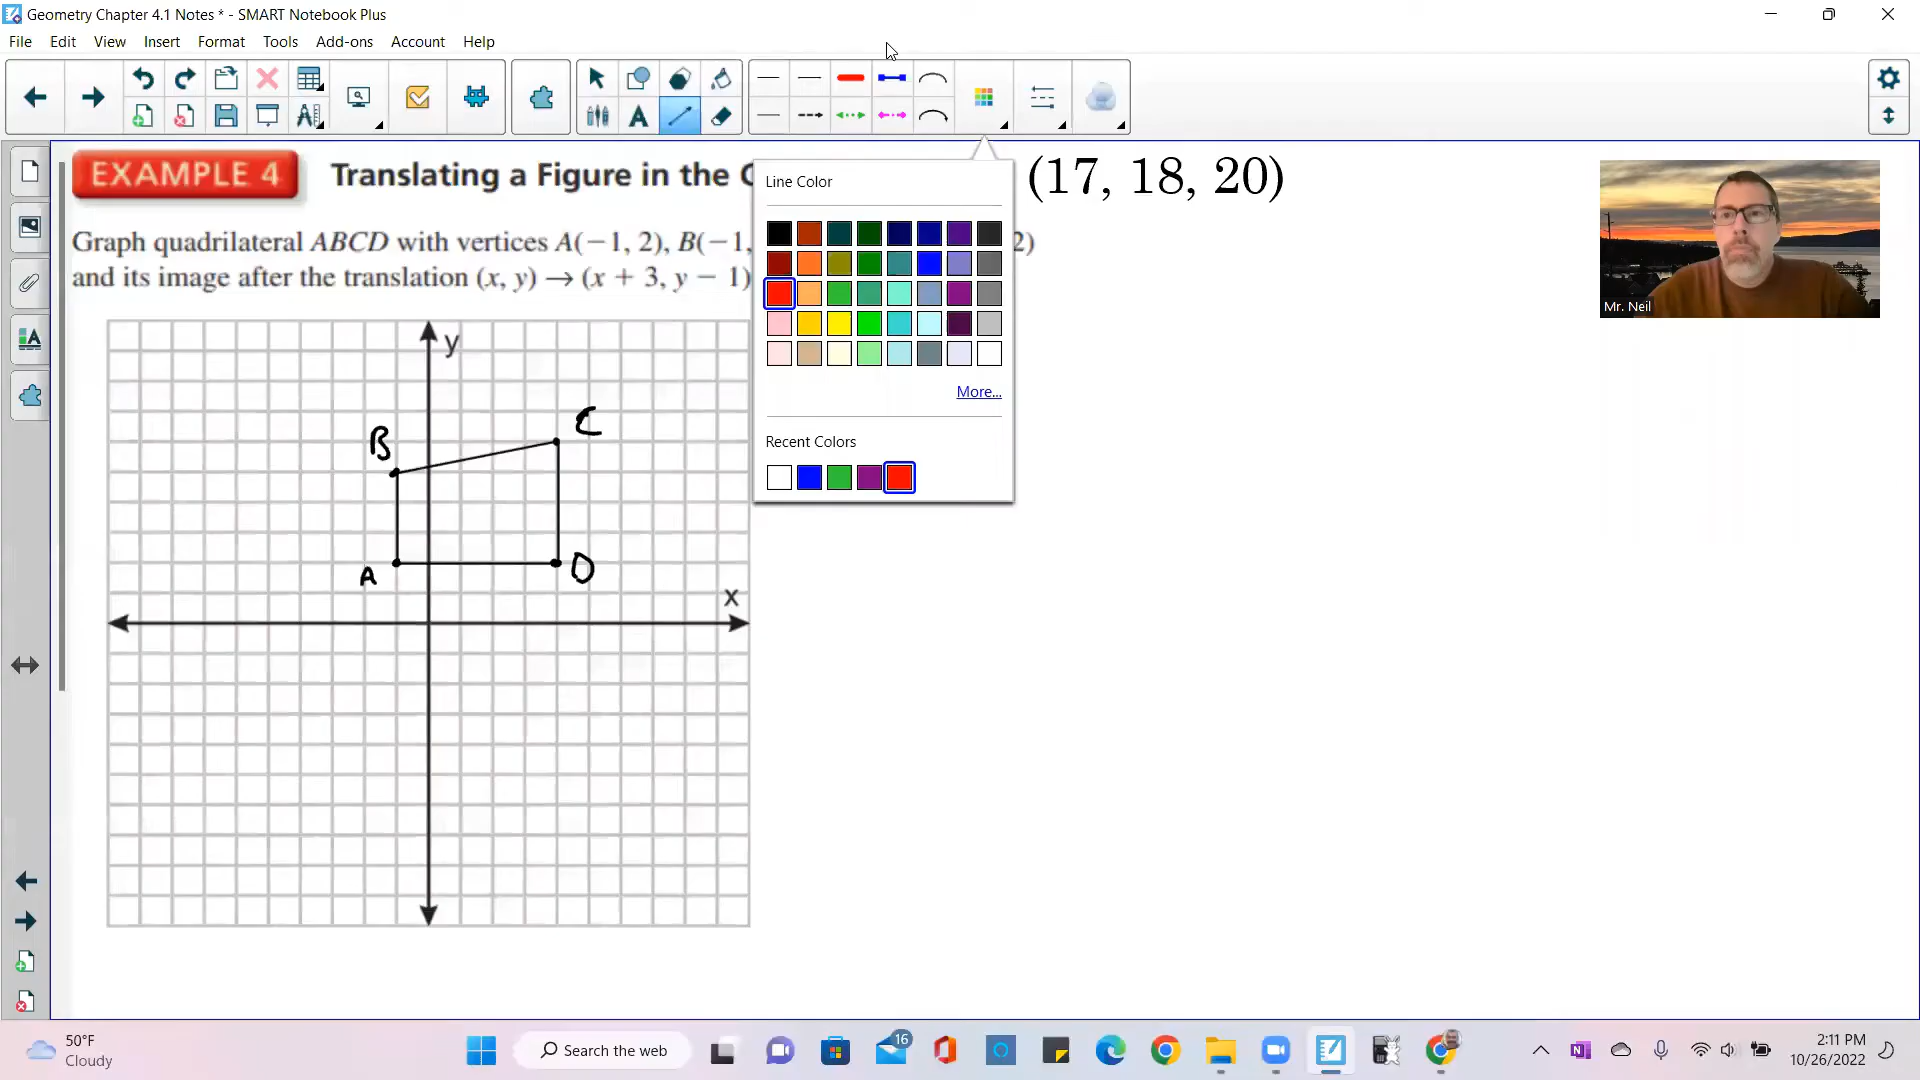 Geometry Chapter 4.1 Notes * - SMART Notebook Plus
File Edit View Insert Format Tools Add-ons Account Help
EXAMPLE 4 Translating a Figure in the C (17, 18, 20)
Graph quadrilateral ABCD with vertices A(−1, 2), B(−1, 2)
and its image after the translation (x, y) → (x + 3, y − 1)
Line Color
More...
Recent Colors
Mr. Neil
y
B
C
A
D
x
50°F
Cloudy
Search the web
16
2:11 PM
10/26/2022